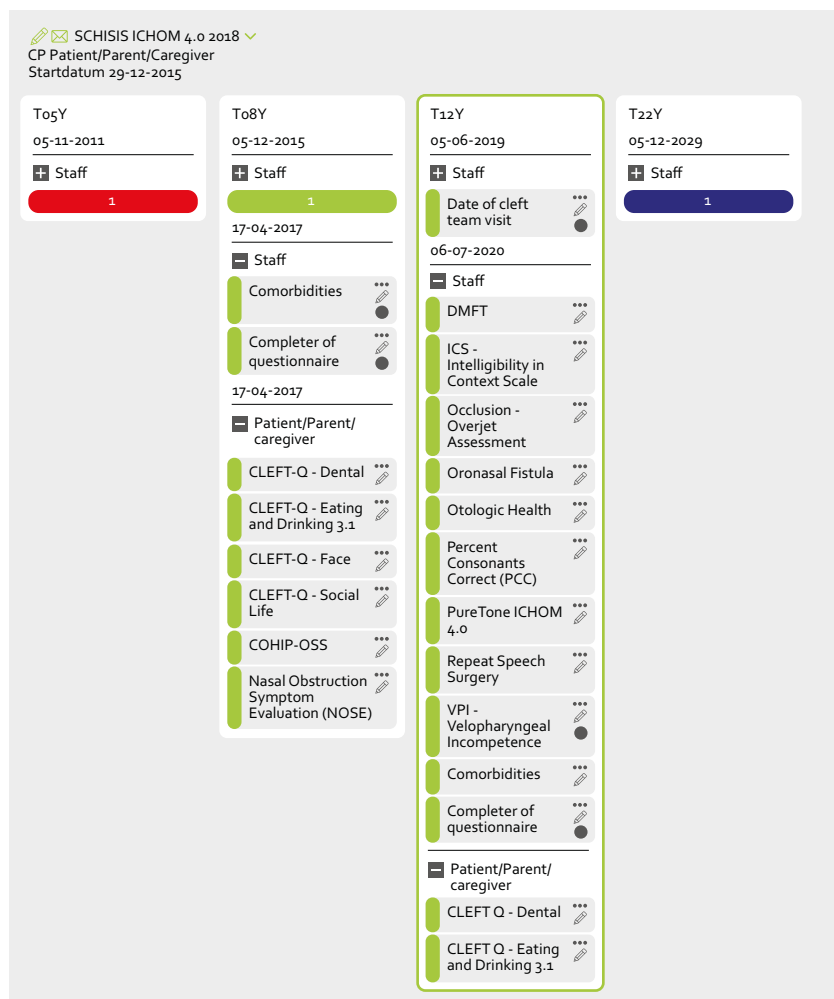 SCHISIS ICHOM 4.0 2018
CP Patient/Parent/Caregiver
Startdatum 29-12-2015
T05Y
05-11-2011
Staff
1
T08Y
05-12-2015
Staff
1
17-04-2017
Staff
Comorbidities
Completer of
questionnaire
17-04-2017
Patient/Parent/
caregiver
CLEFT-Q - Dental
CLEFT-Q - Eating
and Drinking 3.1
CLEFT-Q - Face
CLEFT-Q - Social
Life
COHIP-OSS
Nasal Obstruction
Symptom
Evaluation (NOSE)
T12Y
05-06-2019
Staff
Date of cleft
team visit
06-07-2020
Staff
DMFT
ICS -
Intelligibility in
Context Scale
Occlusion -
Overjet
Assessment
Oronasal Fistula
Otologic Health
Percent
Consonants
Correct (PCC)
PureTone ICHOM
4.0
Repeat Speech
Surgery
VPI -
Velopharyngeal
Incompetence
Comorbidities
Completer of
questionnaire
Patient/Parent/
caregiver
CLEFT Q - Dental
CLEFT Q - Eating
and Drinking 3.1
T22Y
05-12-2029
Staff
1